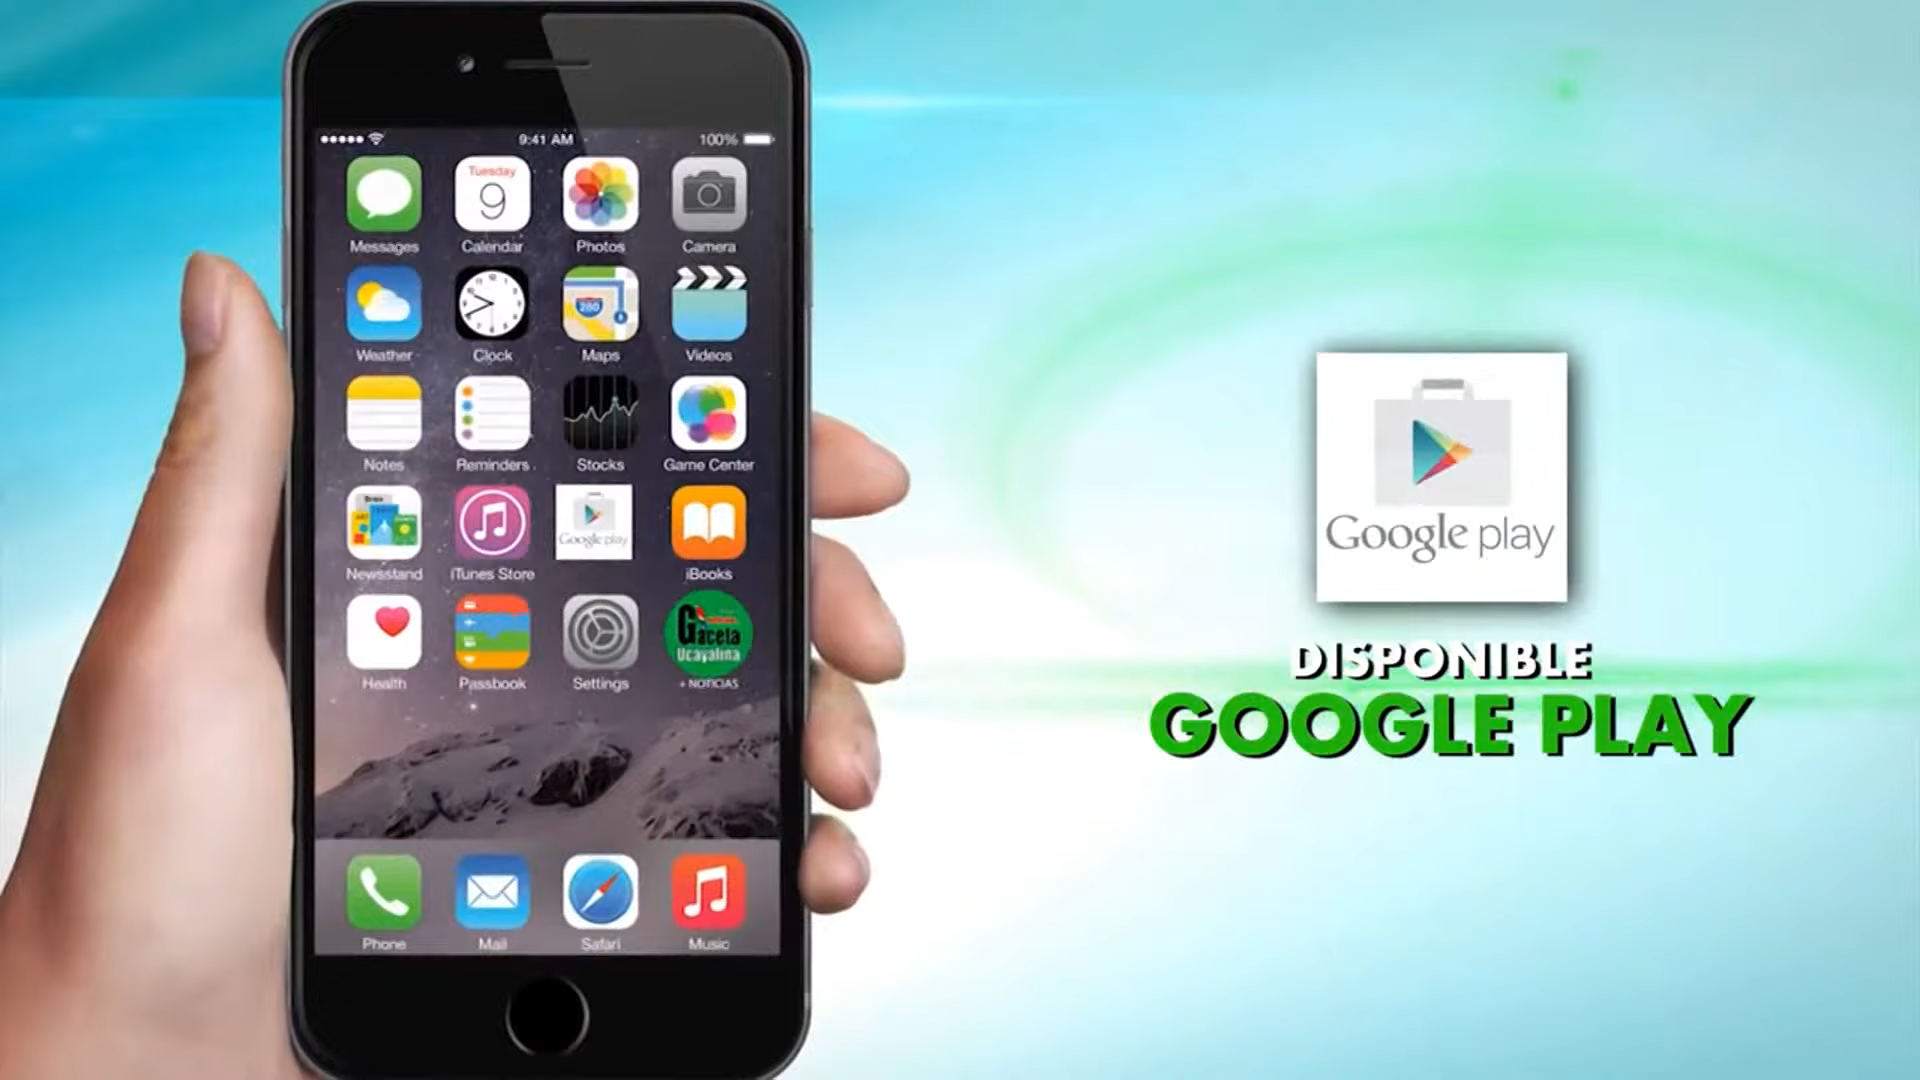 9:41 AM
100%
Tuesday
9
Messages
Calendar
Photos
Camera
280
Weather
Clock
Maps
Videos
Notes
Reminders
Stocks
Game Center
Google play
Newsstand
iTunes Store
iBooks
Gaceta
Ucayalina
Health
Passbook
Settings
+ NOTICIAS
Phone
Mail
Safari
Music
Google play
DISPONIBLE
GOOGLE PLAY